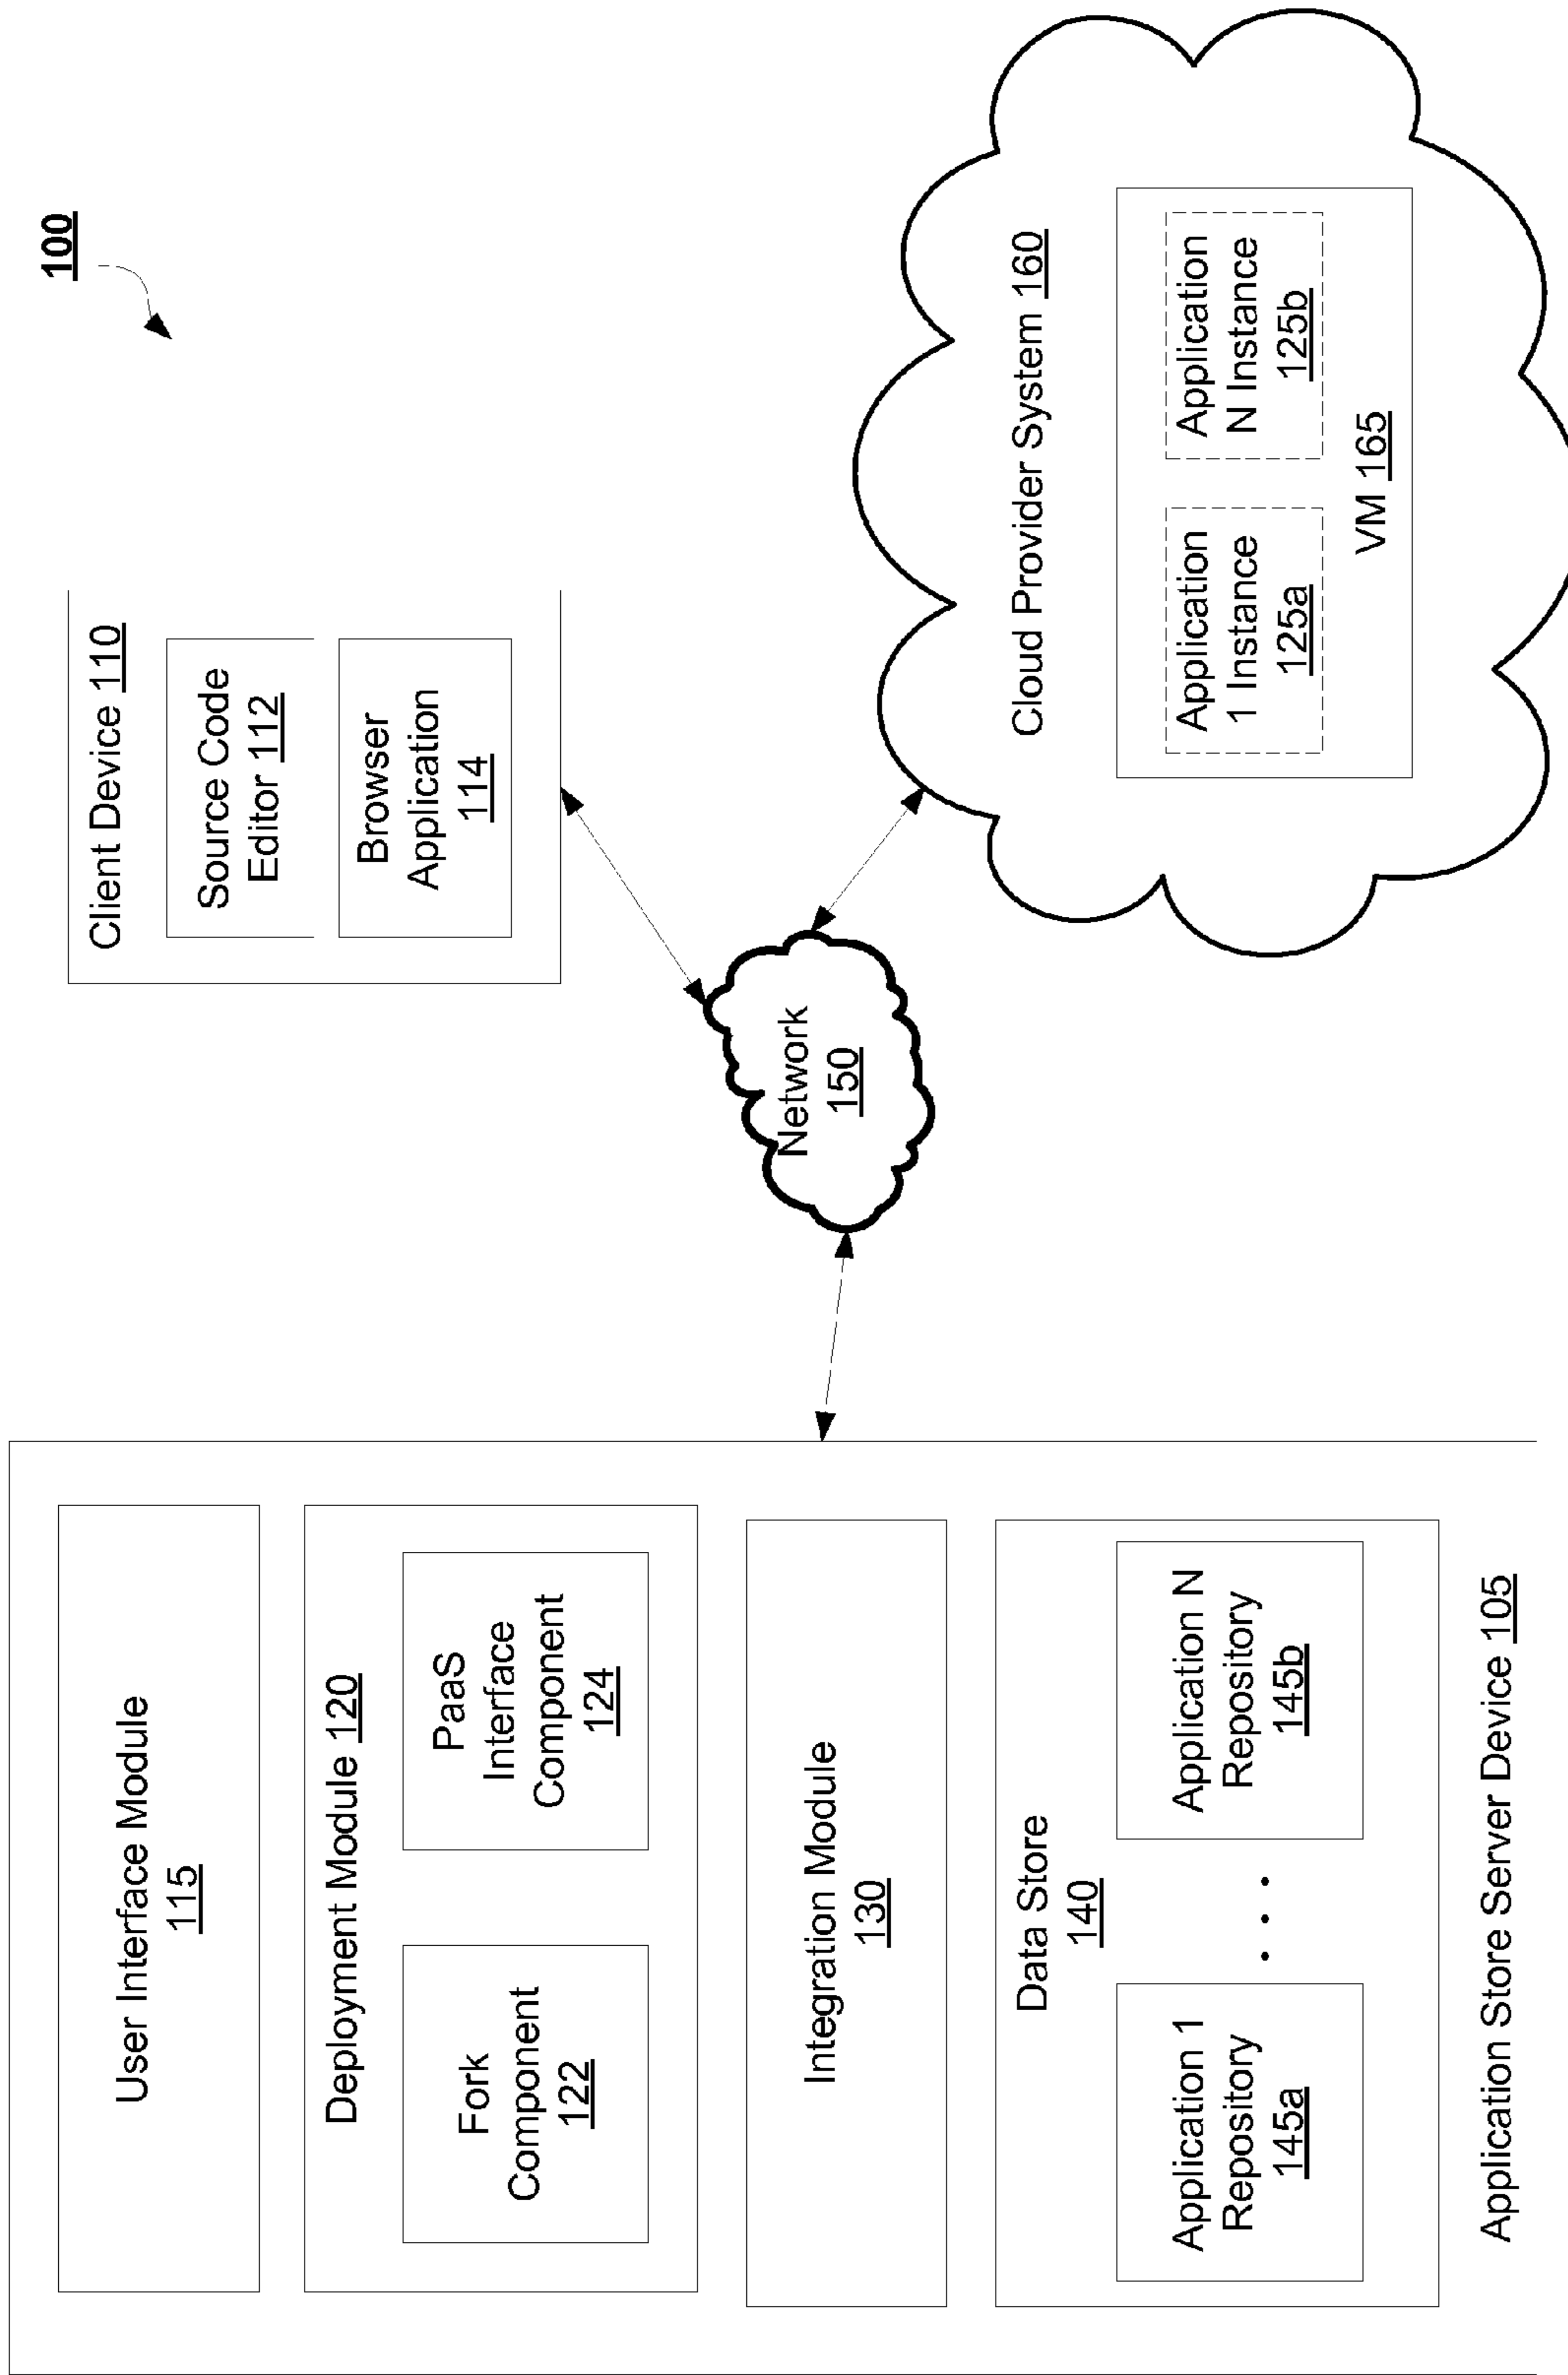 100
User Interface Module
115
Deployment Module 120
Fork
Component
122
PaaS
Interface
Component
124
Integration Module
130
Data Store
140
Application 1
Repository
145a
. . .
Application N
Repository
145b
Application Store Server Device 105
Network
150
Client Device 110
Source Code
Editor 112
Browser
Application
114
Cloud Provider System 160
Application
1 Instance
125a
Application
N Instance
125b
VM 165